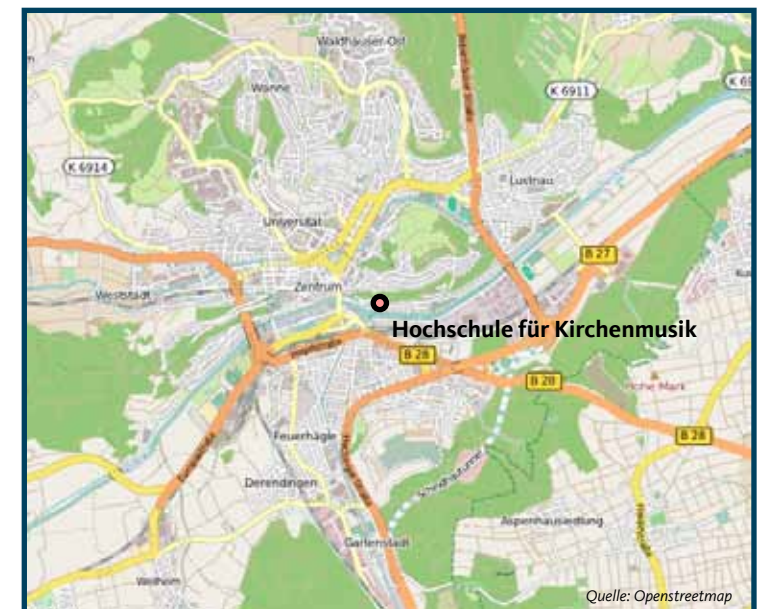 Waldhäuser-Ost
Wanne
K 6911
K 6914
Lustnau
Universität
B 27
Weststadt
Zentrum
Hochschule für Kirchenmusik
B 28
B 28
B 28
Feuerhägle
Derendingen
Schindhautunnel
Aspenhausiedlung
Gartenstadt
Weilheim
Quelle: Openstreetmap